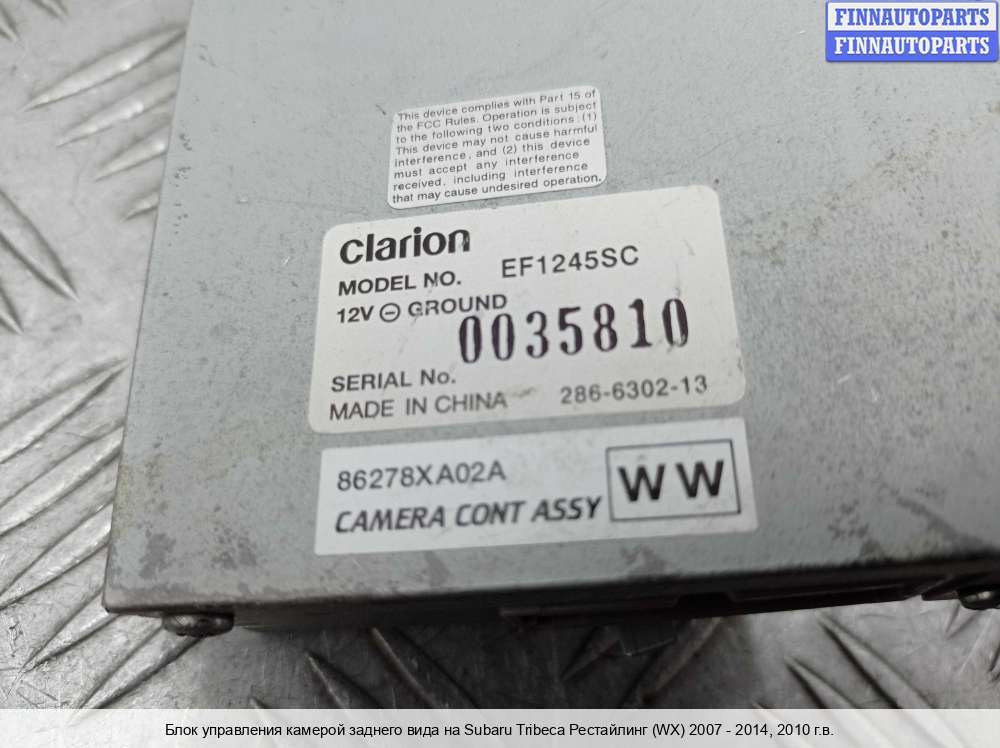 FINNAUTOPARTS
FINNAUTOPARTS
This device complies with Part 15 of
the FCC Rules. Operation is subject
to the following two conditions: (1)
This device may not cause harmful
interference, and (2) this device
must accept any interference
received, including interference
that may cause undesired operation.
Clarion
MODEL NO. EF1245SC
12V ⊖ GROUND
0035810
SERIAL No.
MADE IN CHINA 286-6302-13
86278XA02A
CAMERA CONT ASSY
WW
Блок управления камерой заднего вида на Subaru Tribeca Рестайлинг (WX) 2007 - 2014, 2010 г.в.